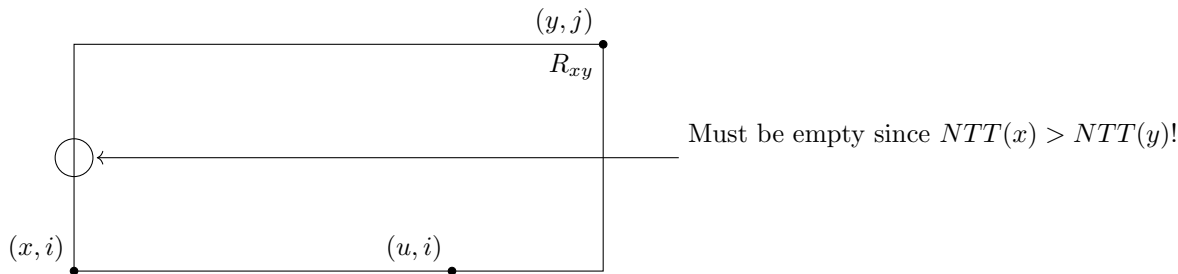 $(y, j)$
$R_{xy}$
Must be empty since $NTT(x) > NTT(y)$!
$(x, i)$
$(u, i)$